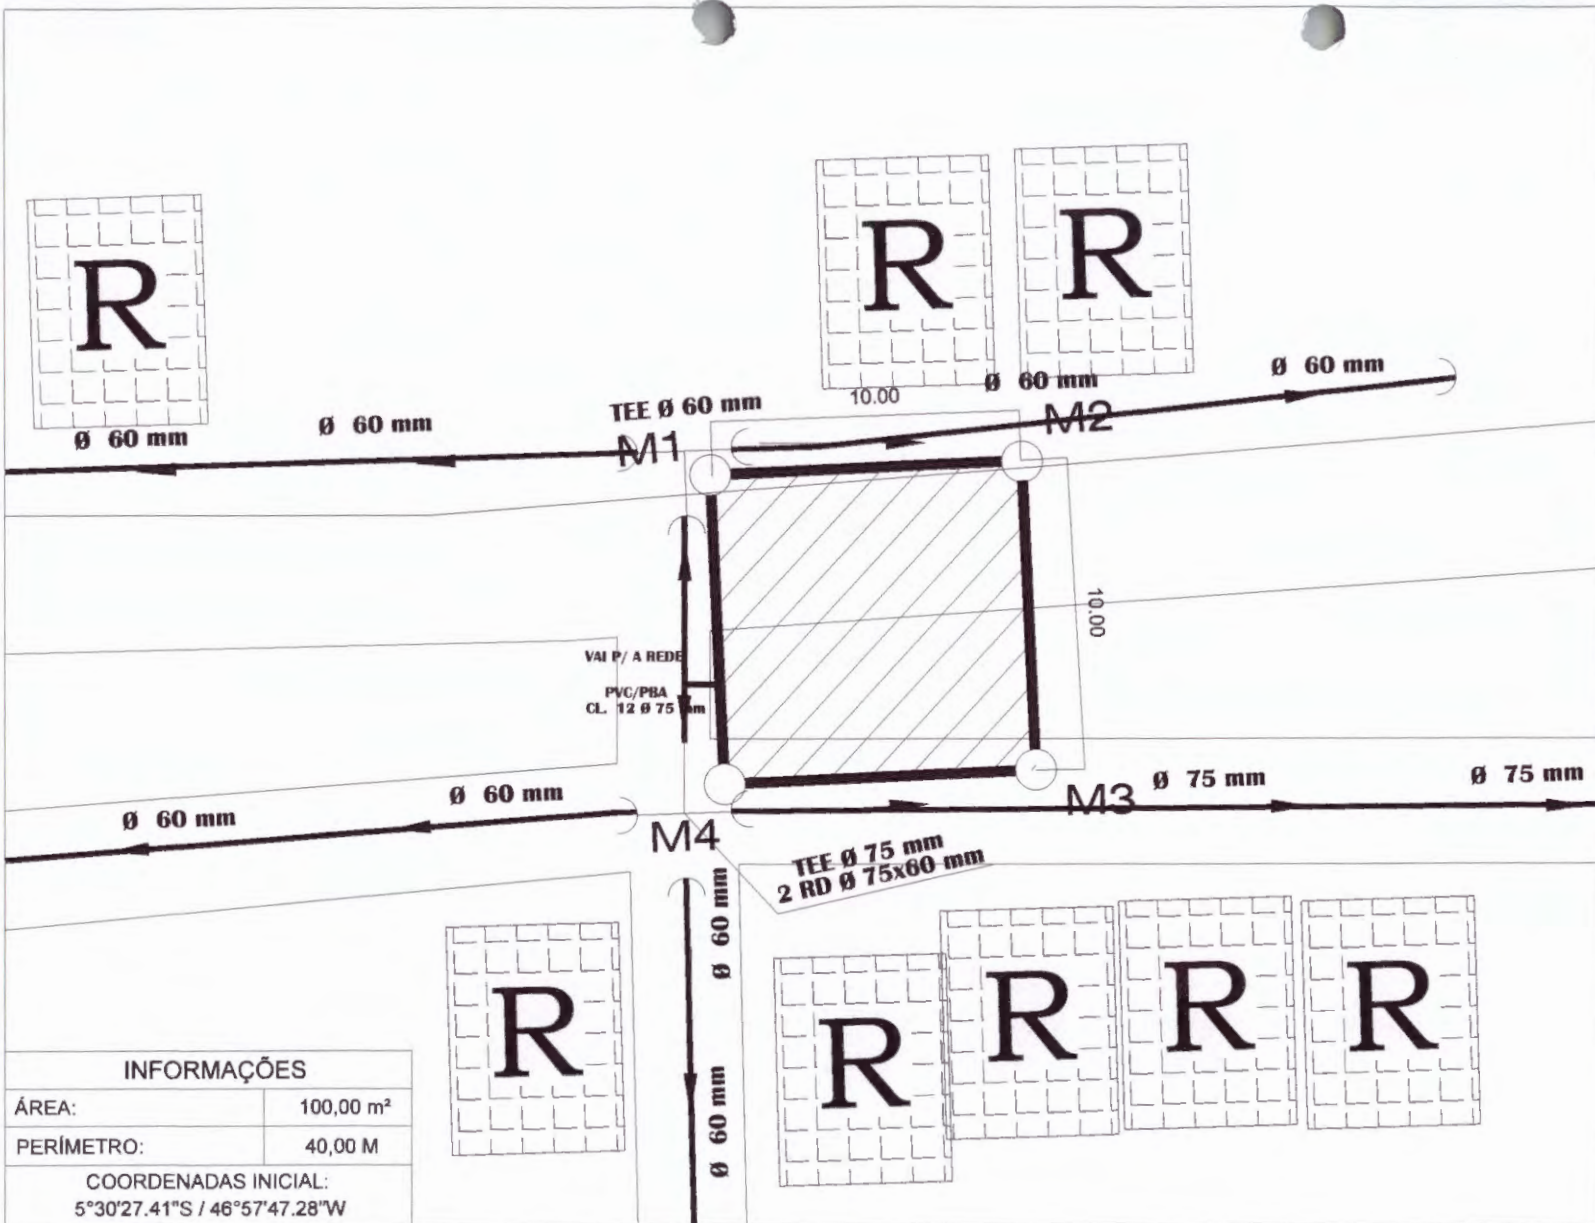 R
R
R
Ø 60 mm
Ø 60 mm
TEE Ø 60 mm
10.00
Ø 60 mm
Ø 60 mm
M1
M2
10.00
VAI P/ A REDE
PVC/PBA
CL. 12 Ø 75 mm
Ø 60 mm
Ø 60 mm
M4
M3
Ø 75 mm
Ø 75 mm
TEE Ø 75 mm
2 RD Ø 75x60 mm
Ø 60 mm
Ø 60 mm
R
R
R
R
R
INFORMAÇÕES
ÁREA: 100,00 m²
PERÍMETRO: 40,00 M
COORDENADAS INICIAL:
5°30'27.41"S / 46°57'47.28"W